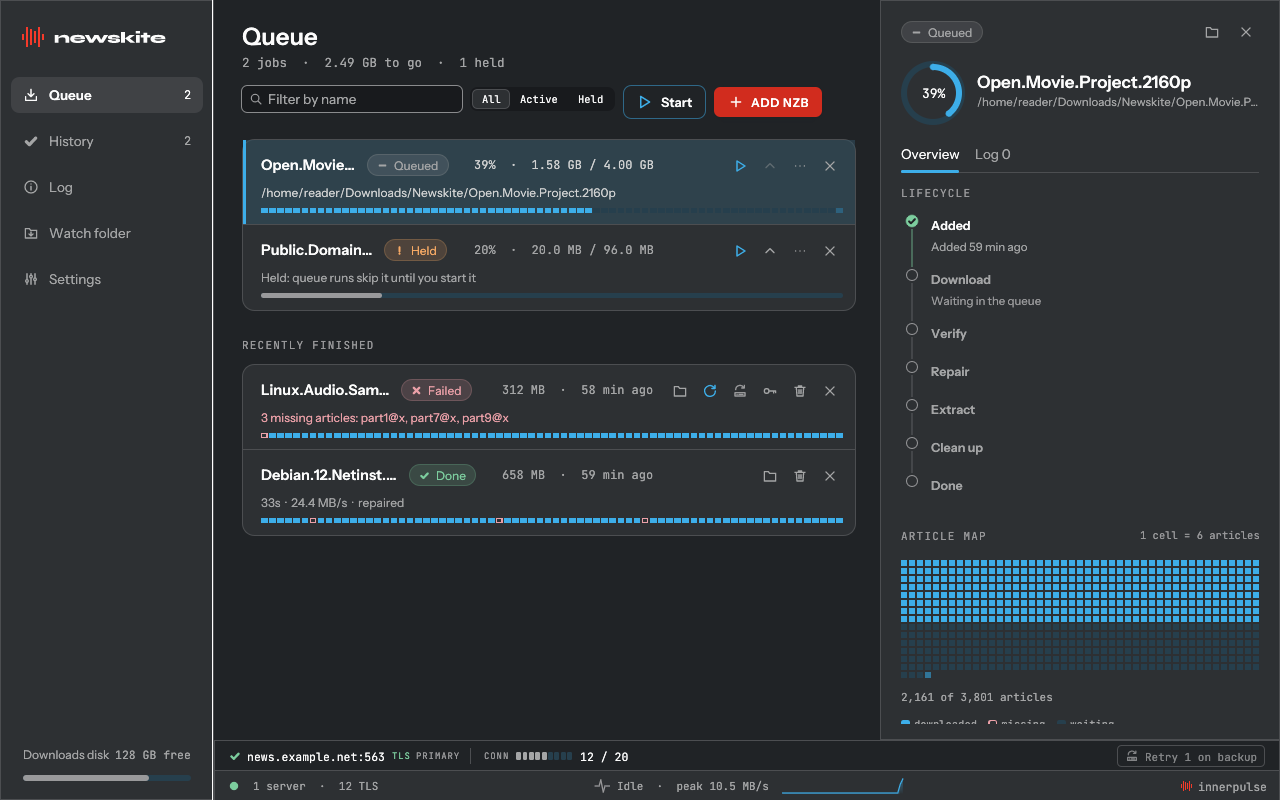 newskite
Queue 2
History 2
Log
Watch folder
Settings
Downloads disk 128 GB free
Queue
2 jobs · 2.49 GB to go · 1 held
Filter by name
All Active Held
Start
ADD NZB
Open.Movie... Queued 39% · 1.58 GB / 4.00 GB
/home/reader/Downloads/Newskite/Open.Movie.Project.2160p
Public.Domain... ! Held 20% · 20.0 MB / 96.0 MB
Held: queue runs skip it until you start it
RECENTLY FINISHED
Linux.Audio.Sam... Failed 312 MB · 58 min ago
3 missing articles: part1@x, part7@x, part9@x
Debian.12.Netinst.... Done 658 MB · 59 min ago
33s · 24.4 MB/s · repaired
Queued
39%
Open.Movie.Project.2160p
/home/reader/Downloads/Newskite/Open.Movie.P...
Overview Log 0
LIFECYCLE
Added
Added 59 min ago
Download
Waiting in the queue
Verify
Repair
Extract
Clean up
Done
ARTICLE MAP 1 cell = 6 articles
2,161 of 3,801 articles
downloaded missing waiting
news.example.net:563 TLS PRIMARY CONN 12 / 20
Retry 1 on backup
1 server · 12 TLS
Idle · peak 10.5 MB/s
innerpulse